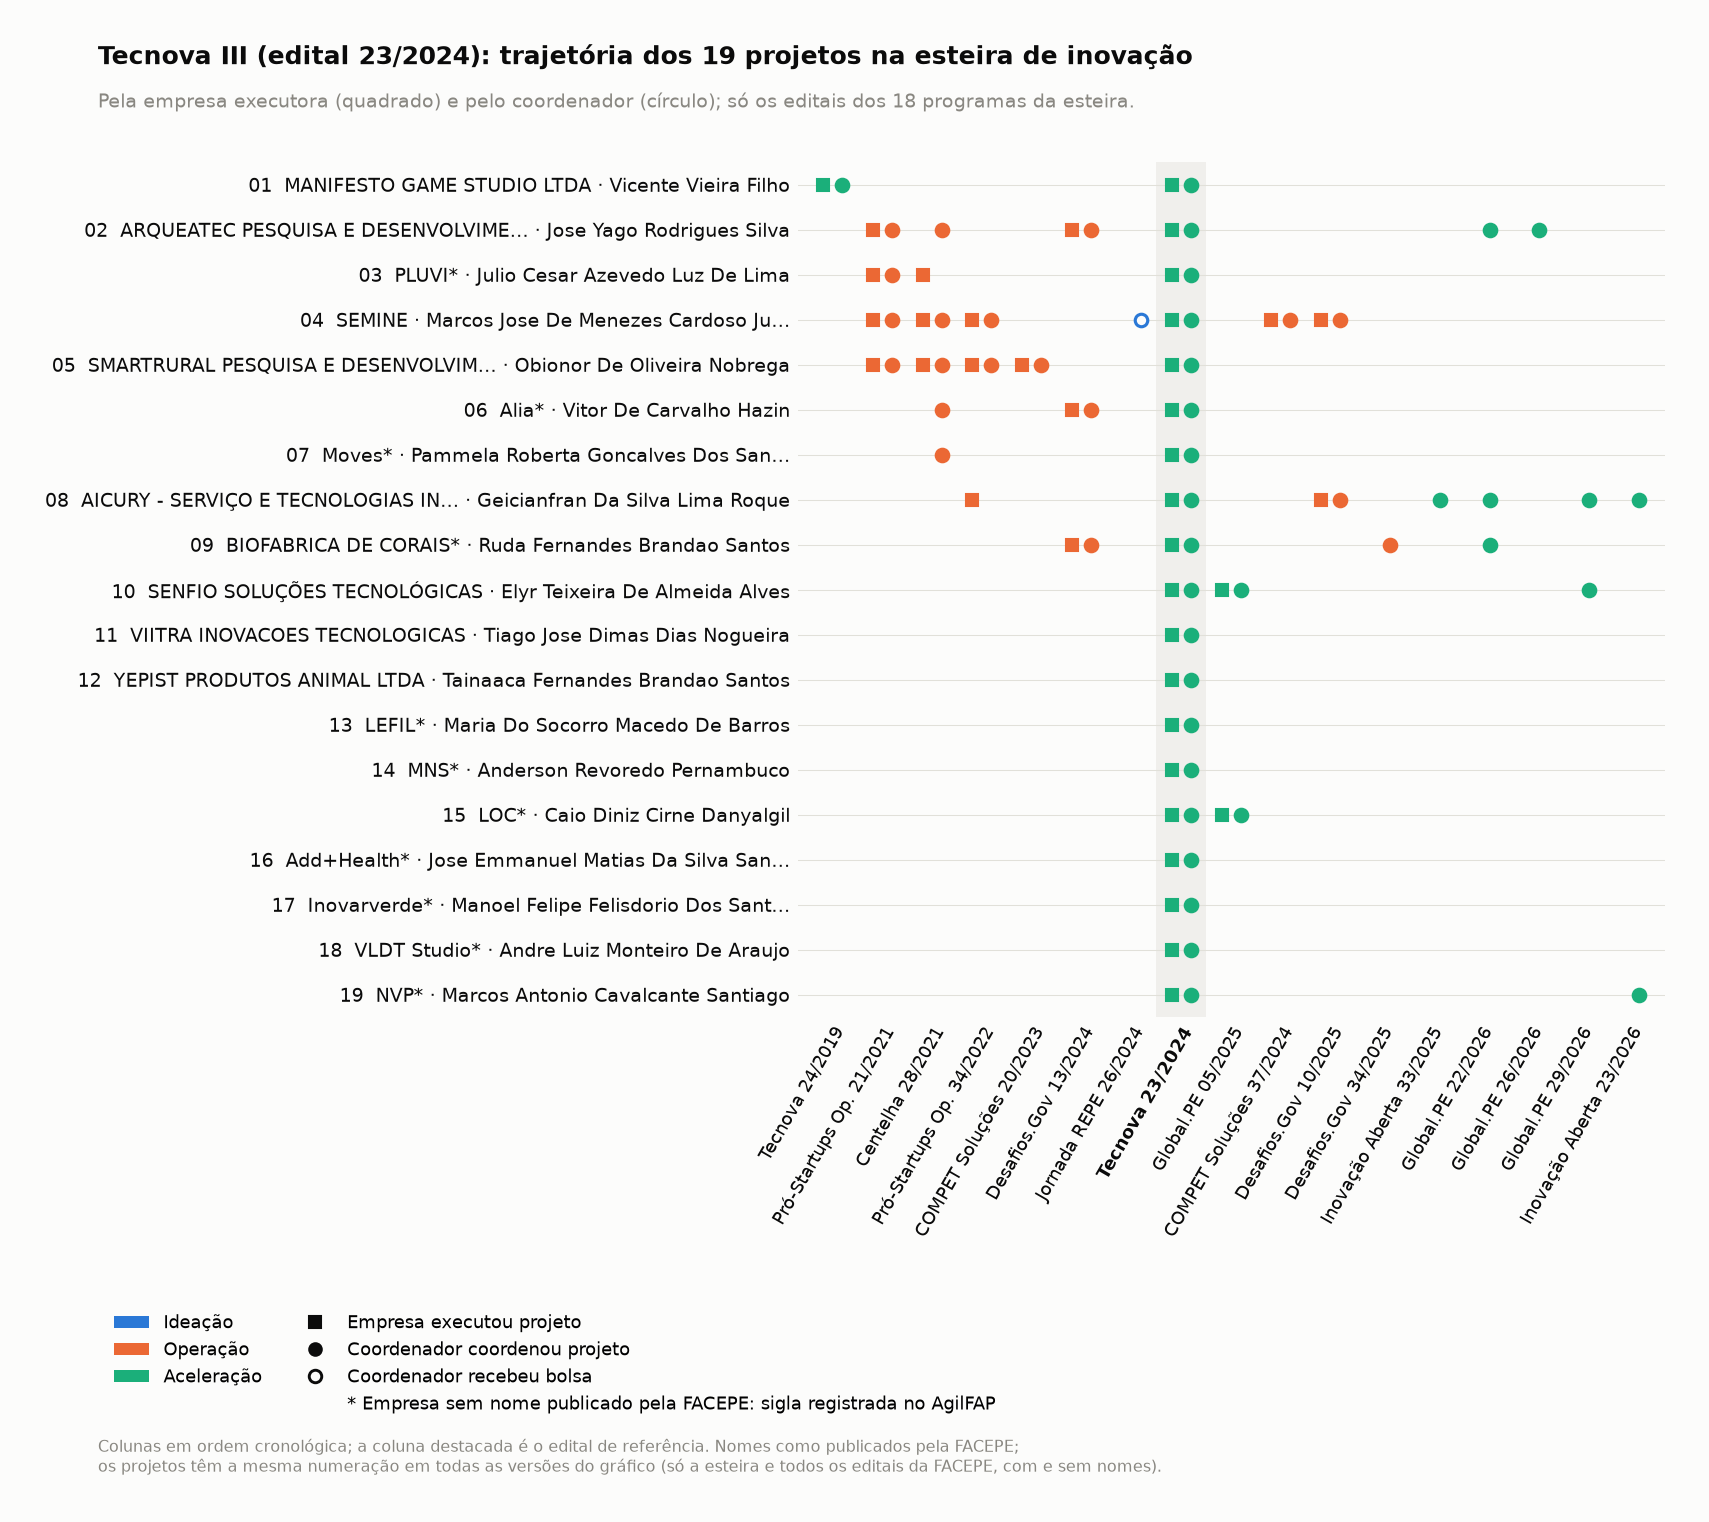 Tecnova III (edital 23/2024): trajetória dos 19 projetos na esteira de inovação
Pela empresa executora (quadrado) e pelo coordenador (círculo); só os editais dos 18 programas da esteira.
01 MANIFESTO GAME STUDIO LTDA · Vicente Vieira Filho
02 ARQUEATEC PESQUISA E DESENVOLVIME... · Jose Yago Rodrigues Silva
03 PLUVI* · Julio Cesar Azevedo Luz De Lima
04 SEMINE · Marcos Jose De Menezes Cardoso Ju...
05 SMARTRURAL PESQUISA E DESENVOLVIM... · Obionor De Oliveira Nobrega
06 Alia* · Vitor De Carvalho Hazin
07 Moves* · Pammela Roberta Goncalves Dos San...
08 AICURY - SERVIÇO E TECNOLOGIAS IN... · Geicianfran Da Silva Lima Roque
09 BIOFABRICA DE CORAIS* · Ruda Fernandes Brandao Santos
10 SENFIO SOLUÇÕES TECNOLÓGICAS · Elyr Teixeira De Almeida Alves
11 VIITRA INOVACOES TECNOLOGICAS · Tiago Jose Dimas Dias Nogueira
12 YEPIST PRODUTOS ANIMAL LTDA · Tainaaca Fernandes Brandao Santos
13 LEFIL* · Maria Do Socorro Macedo De Barros
14 MNS* · Anderson Revoredo Pernambuco
15 LOC* · Caio Diniz Cirne Danyalgil
16 Add+Health* · Jose Emmanuel Matias Da Silva San...
17 Inovarverde* · Manoel Felipe Felisdorio Dos Sant...
18 VLDT Studio* · Andre Luiz Monteiro De Araujo
19 NVP* · Marcos Antonio Cavalcante Santiago
Tecnova 24/2019
Pró-Startups Op. 21/2021
Centelha 28/2021
Pró-Startups Op. 34/2022
COMPET Soluções 20/2023
Desafios.Gov 13/2024
Jornada REPE 26/2024
Tecnova 23/2024
Global.PE 05/2025
COMPET Soluções 37/2024
Desafios.Gov 10/2025
Desafios.Gov 34/2025
Inovação Aberta 33/2025
Global.PE 22/2026
Global.PE 26/2026
Global.PE 29/2026
Inovação Aberta 23/2026
Ideação
Operação
Aceleração
Empresa executou projeto
Coordenador coordenou projeto
Coordenador recebeu bolsa
* Empresa sem nome publicado pela FACEPE: sigla registrada no AgilFAP
Colunas em ordem cronológica; a coluna destacada é o edital de referência. Nomes como publicados pela FACEPE;
os projetos têm a mesma numeração em todas as versões do gráfico (só a esteira e todos os editais da FACEPE, com e sem nomes).